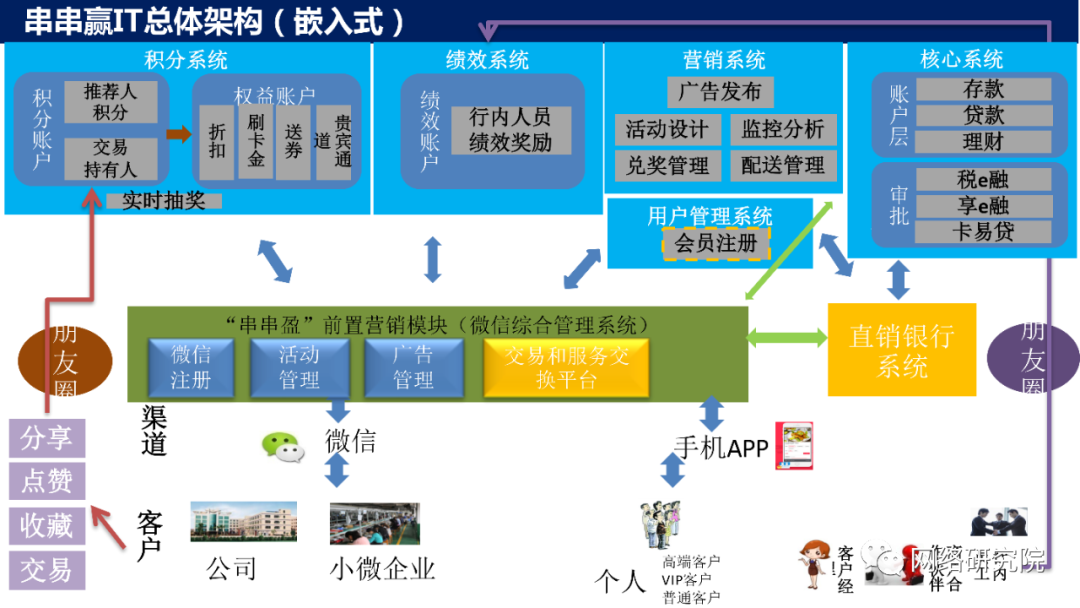 串串赢IT总体架构（嵌入式）
积分系统
积分账户
推荐人
积分
交易
持有人
权益账户
折扣
刷卡金
送券
贵宾通
道
实时抽奖
绩效系统
绩效账户
行内人员
绩效奖励
营销系统
广告发布
活动设计
监控分析
兑奖管理
配送管理
用户管理系统
会员注册
核心系统
账户层
存款
贷款
理财
审批
税e融
享e融
卡易贷
“串串盈”前置营销模块（微信综合管理系统）
微信
注册
活动
管理
广告
管理
交易和服务交
换平台
直销银行
系统
朋
友
圈
朋
友
圈
分享
点赞
收藏
交易
渠道
微信
手机APP
客户
公司
小微企业
个人
高端客户
VIP客户
普通客户
客户经
!
伙伴
合
网络研究院